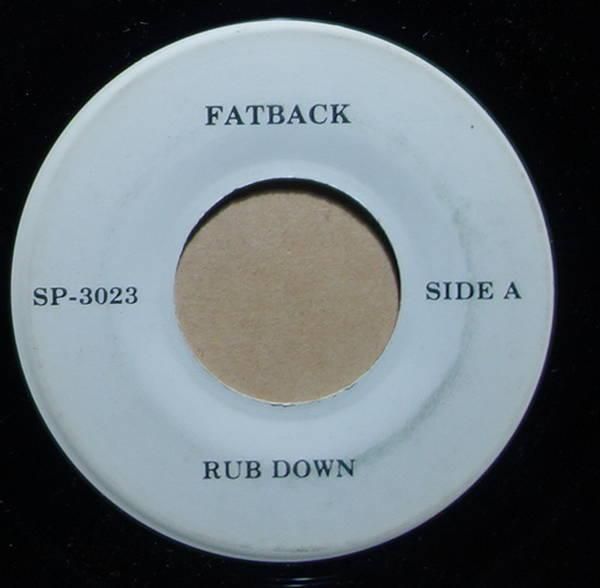 FATBACK
SP-3023
SIDE A
RUB DOWN